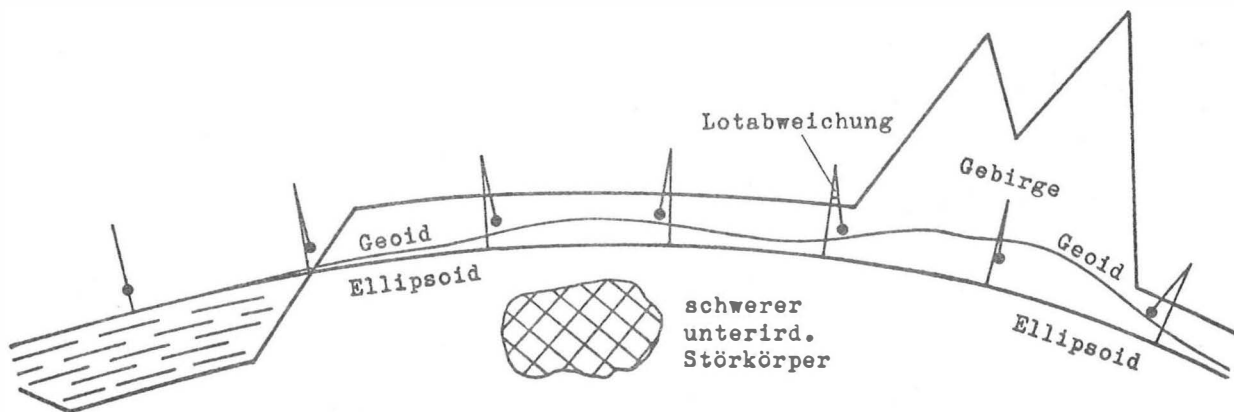 Lotabweichung
Gebirge
Geoid
Geoid
Ellipsoid
schwerer
unterird.
Störkörper
Ellipsoid